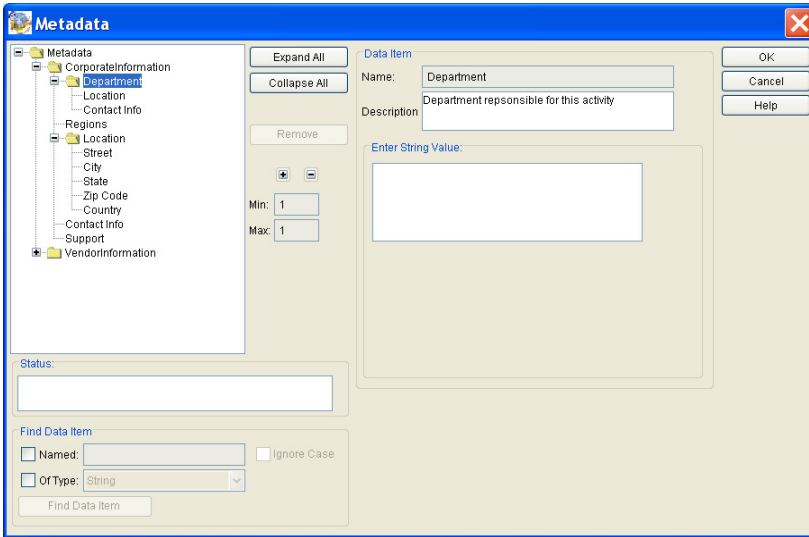 Metadata
Metadata
CorporateInformation
Department
Location
Contact Info
Regions
Location
Street
City
State
Zip Code
Country
Contact Info
Support
VendorInformation
Expand All
Collapse All
Remove
Min: 1
Max: 1
Data Item
Name: Department
Description Department repsonsible for this activity
Enter String Value:
OK
Cancel
Help
Status:
Find Data Item
Named: Ignore Case
Of Type: String
Find Data Item